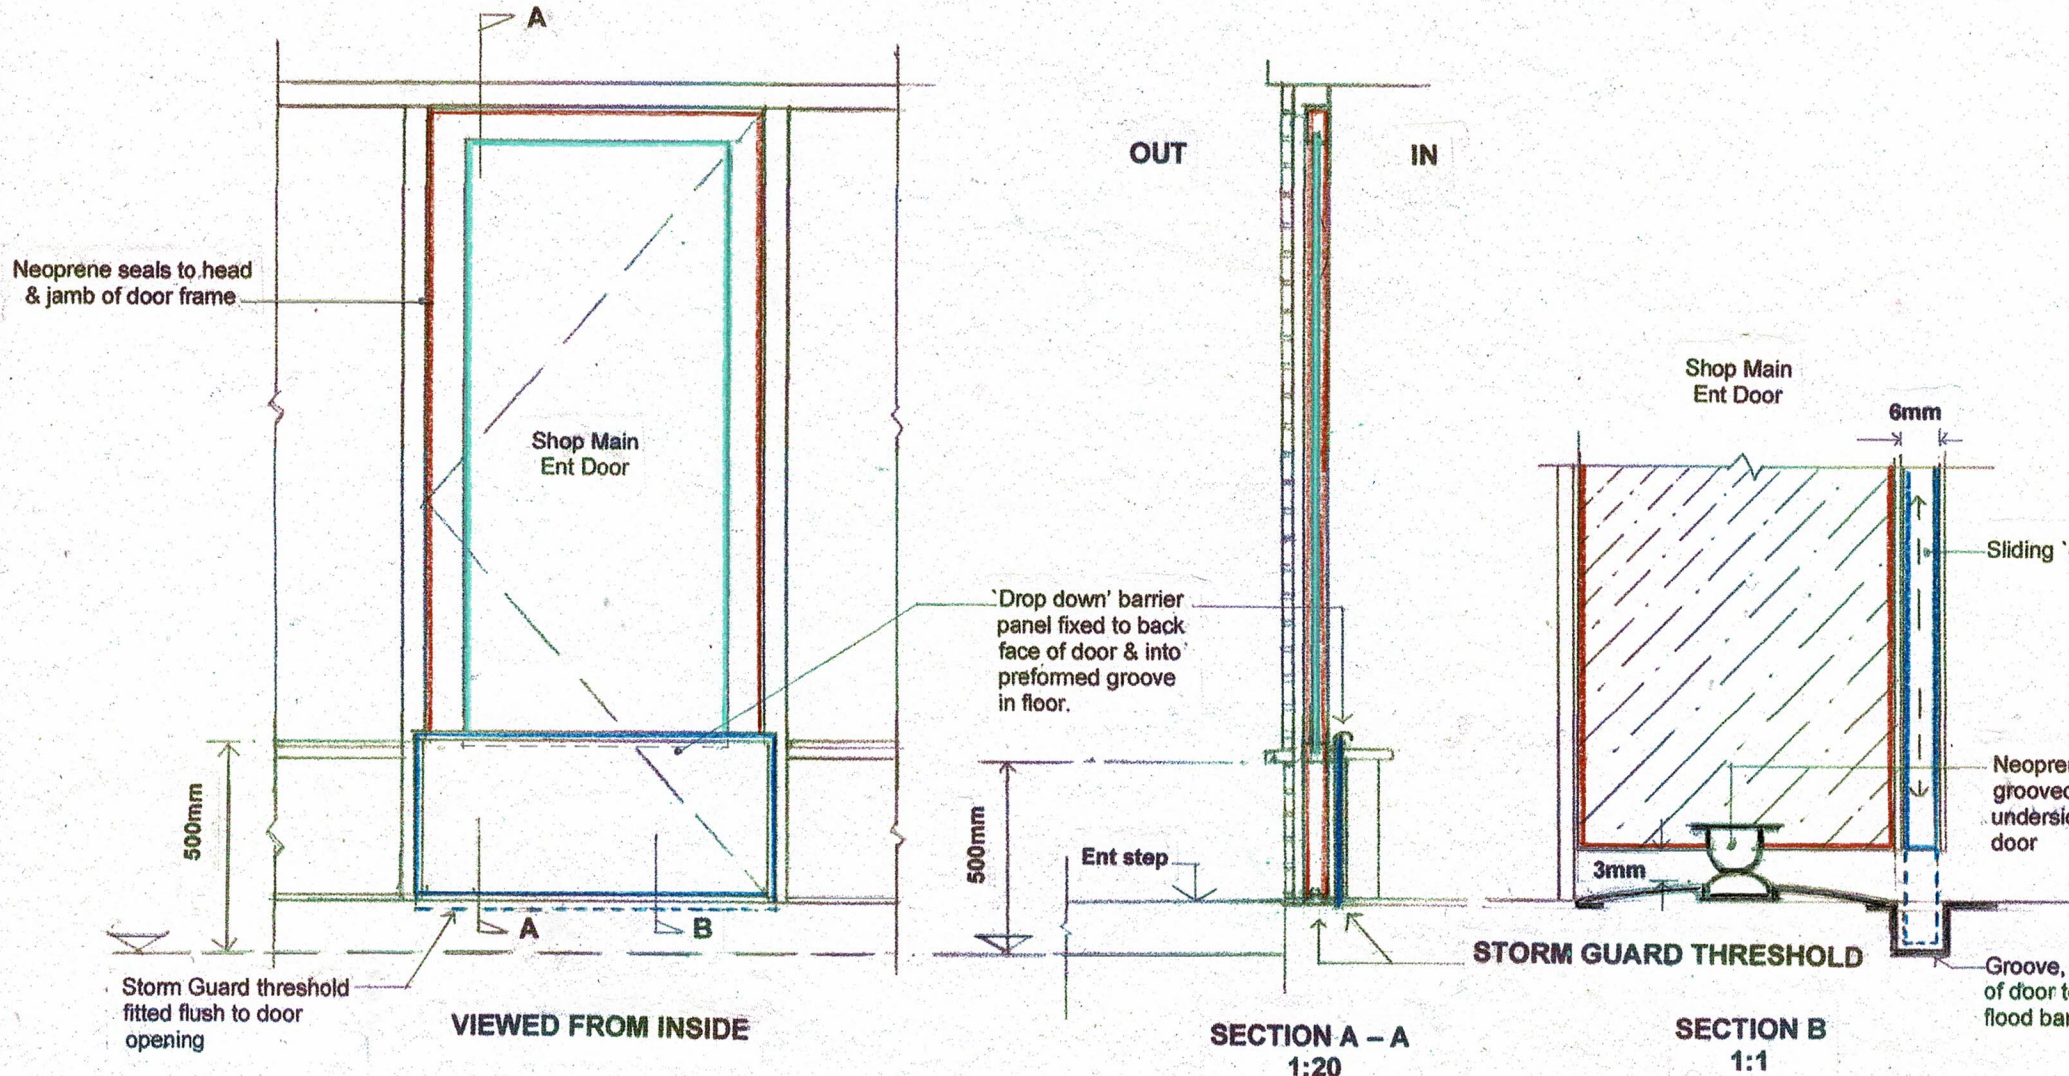 A
Neoprene seals to head
& jamb of door frame
Shop Main
Ent Door
500mm
A
B
Storm Guard threshold
fitted flush to door
opening
VIEWED FROM INSIDE
OUT
IN
`Drop down' barrier
panel fixed to back
face of door & into
preformed groove
in floor.
500mm
Ent step
SECTION A – A
1:20
STORM GUARD THRESHOLD
Shop Main
Ent Door
6mm
Sliding `
3mm
grooved
door
Groove,
of door
SECTION B
1:1